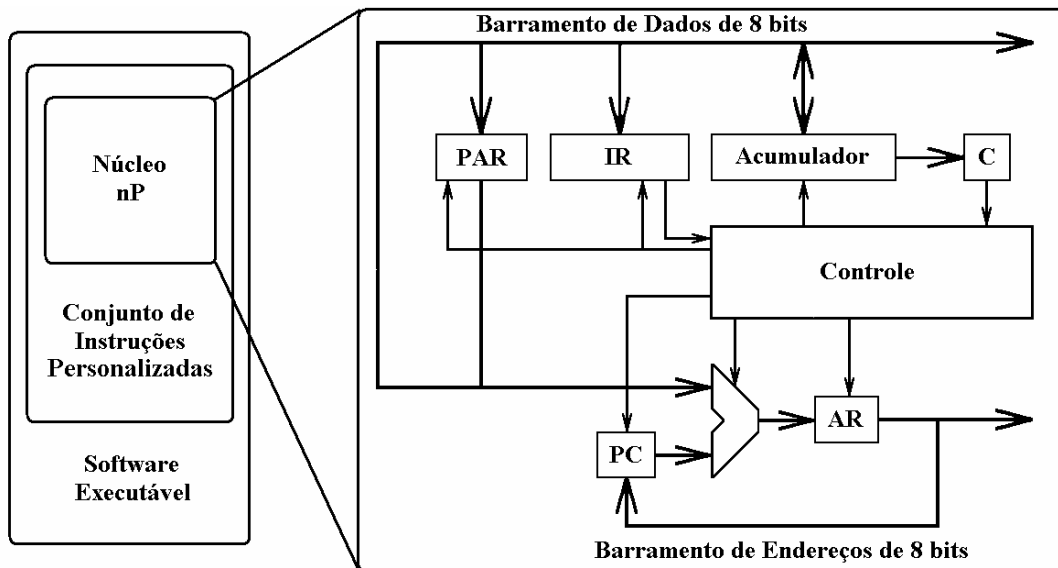 Núcleo
nP
Conjunto de
Instruções
Personalizadas
Software
Executável
Barramento de Dados de 8 bits
PAR
IR
Acumulador
C
Controle
PC
AR
Barramento de Endereços de 8 bits